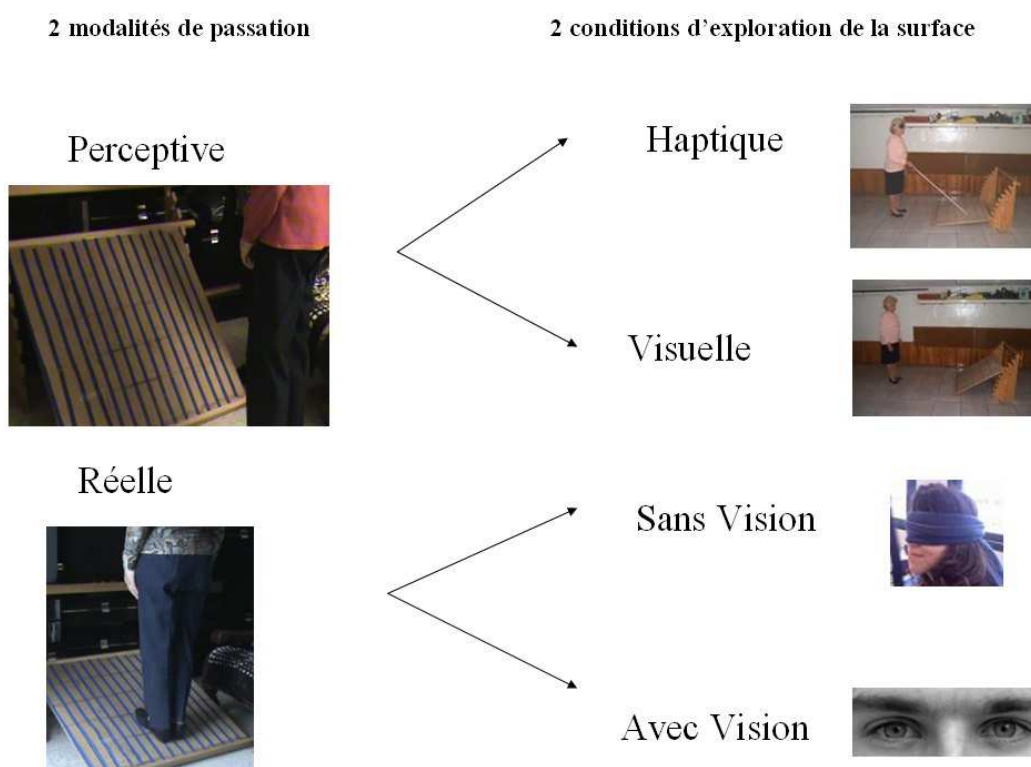 2 modalités de passation
2 conditions d'exploration de la surface
Perceptive
Haptique
Visuelle
Réelle
Sans Vision
Avec Vision